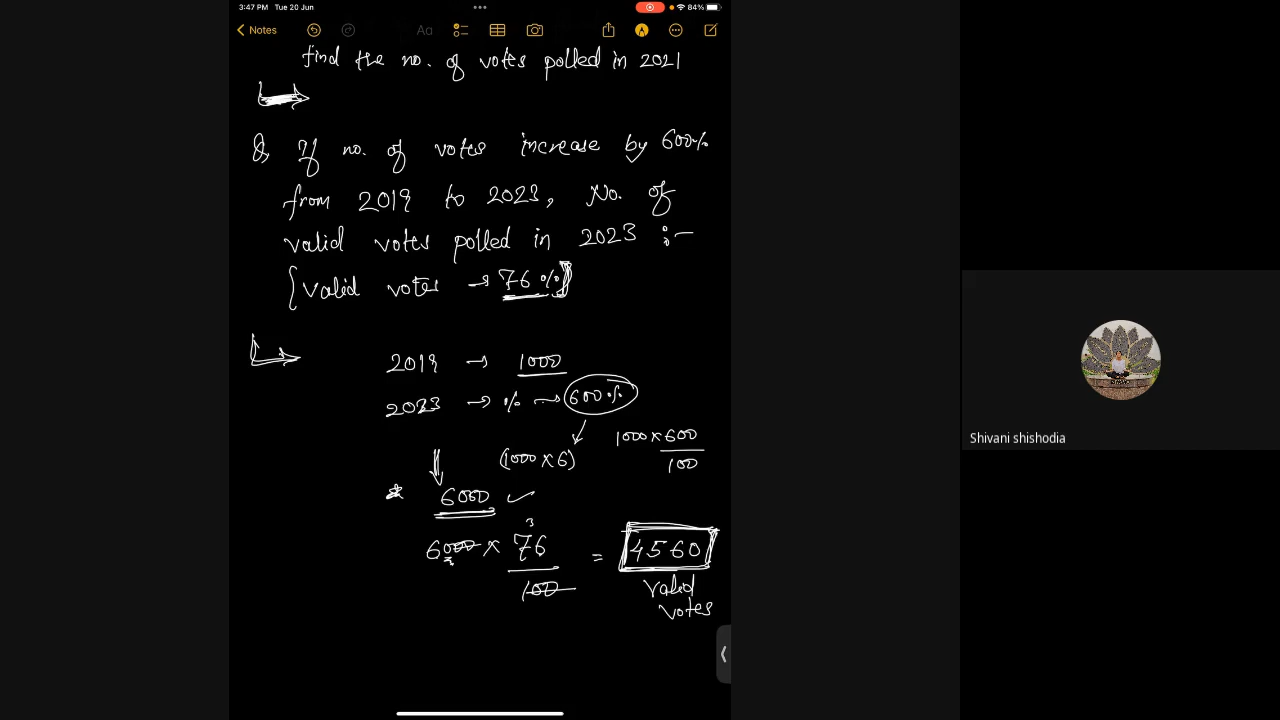 3:47 PM Tue 20 Jun
84%
Notes
Aa
find the no. of votes polled in 2021
Q, If no. of votes increase by 600%
from 2019 to 2023, No. of
valid votes polled in 2023 :-
{valid votes → 76%}
2019 → 1000
2023 → % → 600%
(1000 x 6)
1000 x 600
100
* 6000 ✓
3
6000 x 76 = 4560
100
valid
votes
Shivani shishodia